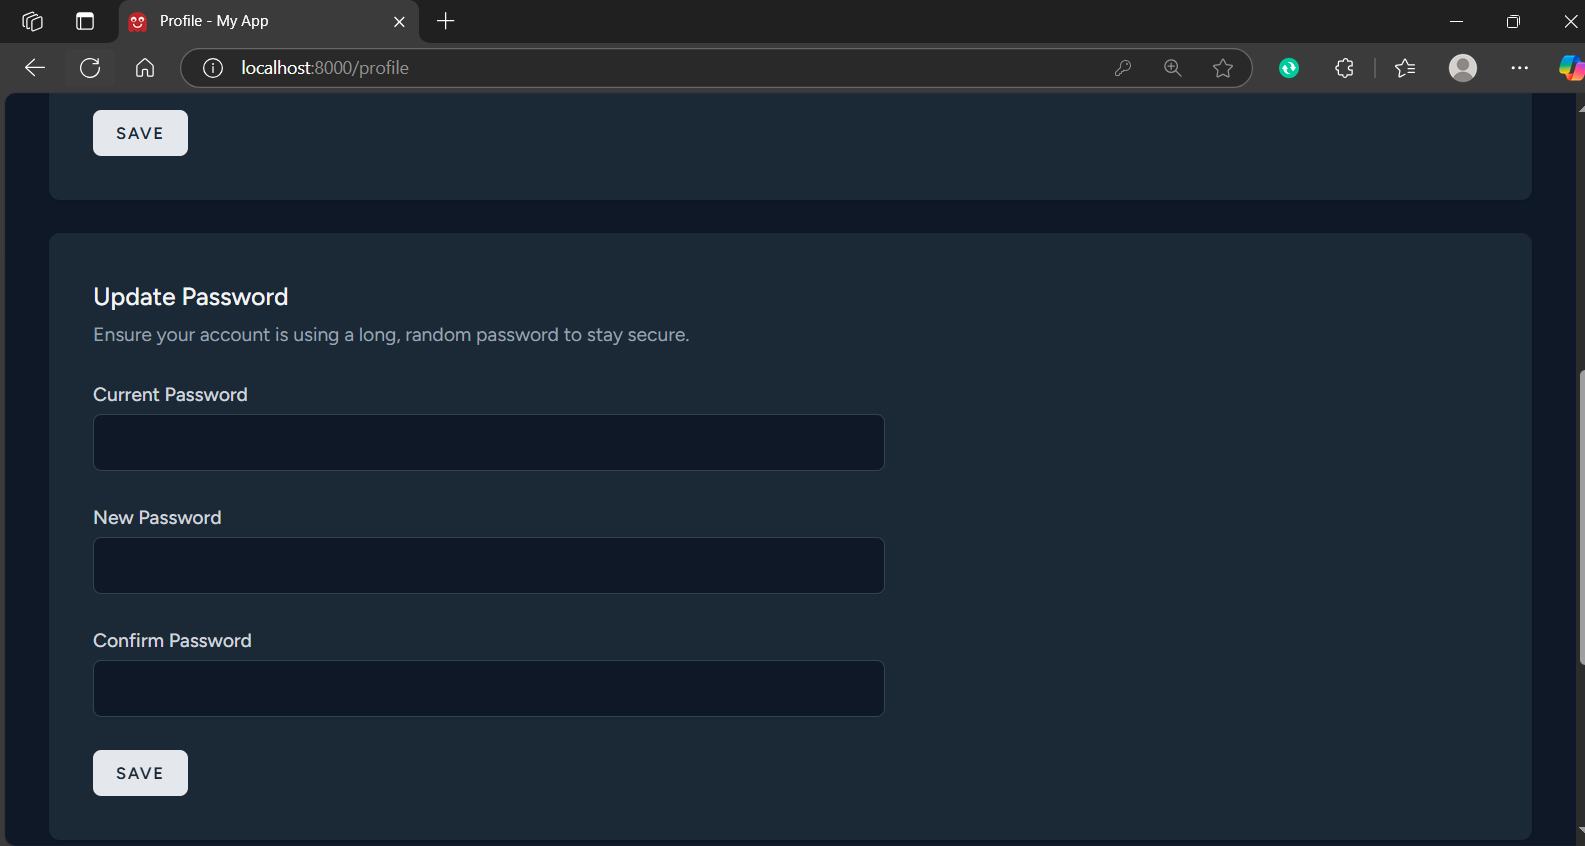 Profile - My App
localhost:8000/profile
SAVE
Update Password
Ensure your account is using a long, random password to stay secure.
Current Password
New Password
Confirm Password
SAVE